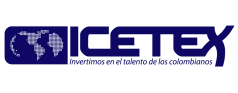 ICETEX
Invertimos en el talento de los colombianos